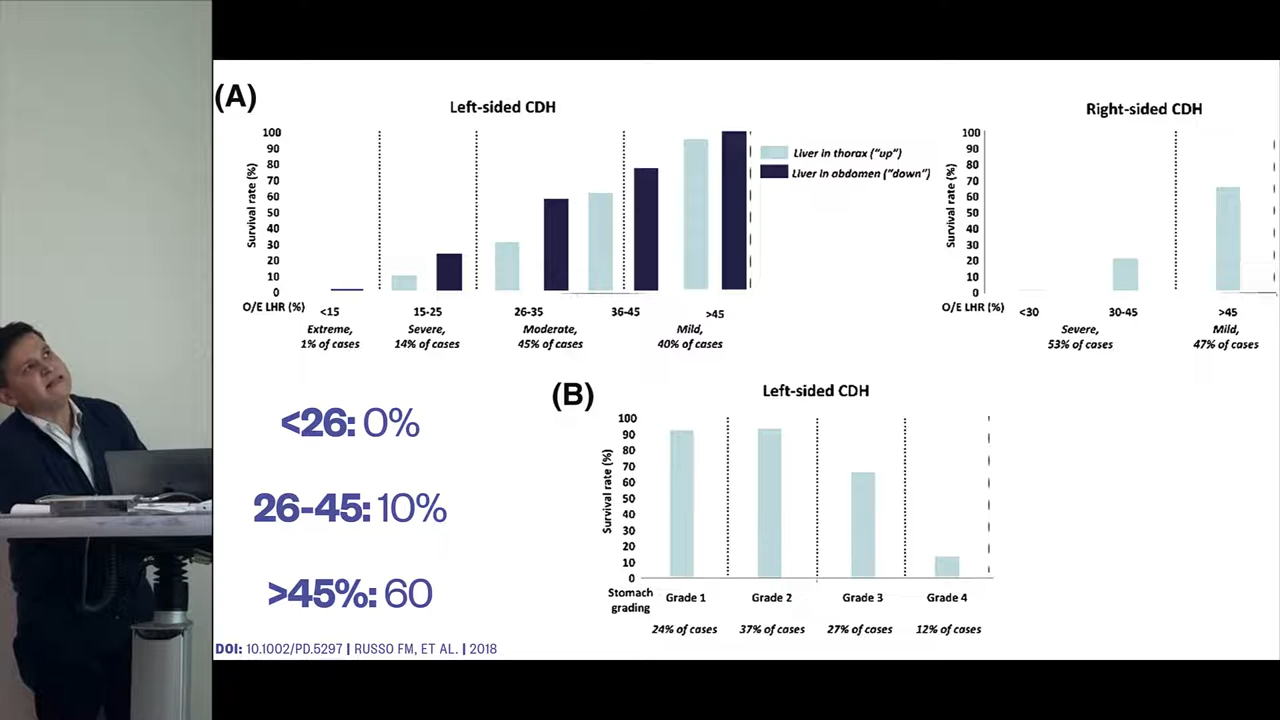 (A)
Left-sided CDH
100
90
80
70
60
50
40
30
20
10
0
Survival rate (%)
Liver in thorax ("up")
Liver in abdomen ("down")
O/E LHR (%)
<15
15-25
26-35
36-45
>45
Extreme,
1% of cases
Severe,
14% of cases
Moderate,
45% of cases
Mild,
40% of cases
Right-sided CDH
100
90
80
70
60
50
40
30
20
10
0
Survival rate (%)
O/E LHR (%)
<30
30-45
>45
Severe,
53% of cases
Mild,
47% of cases
<26: 0%
26-45: 10%
>45%: 60
(B)
Left-sided CDH
100
90
80
70
60
50
40
30
20
10
0
Survival rate (%)
Stomach
grading
Grade 1
Grade 2
Grade 3
Grade 4
24% of cases
37% of cases
27% of cases
12% of cases
DOI: 10.1002/PD.5297 | RUSSO FM, ET AL. | 2018